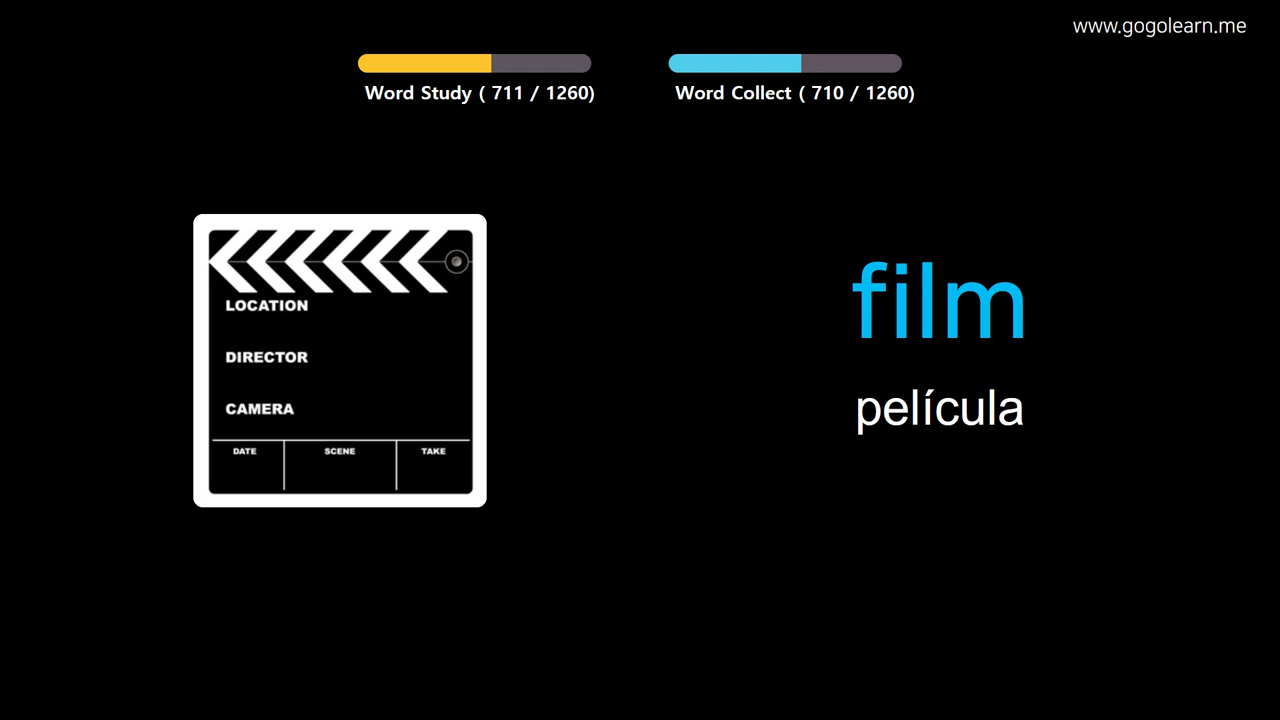 www.gogolearn.me
Word Study ( 711 / 1260)
Word Collect ( 710 / 1260)
LOCATION
DIRECTOR
CAMERA
DATE SCENE TAKE
film
película